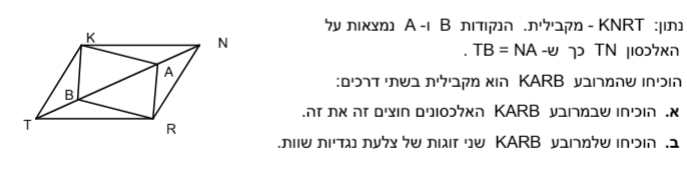 נתון: KNRT - מקבילית. הנקודות B ו- A נמצאות על
האלכסון TN כך ש- TB = NA .
הוכיחו שהמרובע KARB הוא מקבילית בשתי דרכים:
א. הוכיחו שבמרובע KARB האלכסונים חוצים זה את זה.
ב. הוכיחו שלמרובע KARB שני זוגות של צלעת נגדיות שוות.
K
N
A
B
T
R